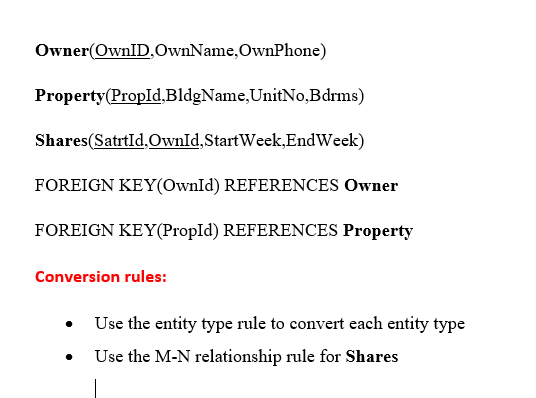 Owner(OwnID,OwnName,OwnPhone)
Property(PropId,BldgName,UnitNo,Bdrms)
Shares(SatrtId,OwnId,StartWeek,EndWeek)
FOREIGN KEY(OwnId) REFERENCES Owner
FOREIGN KEY(PropId) REFERENCES Property
Conversion rules:
• Use the entity type rule to convert each entity type
• Use the M-N relationship rule for Shares